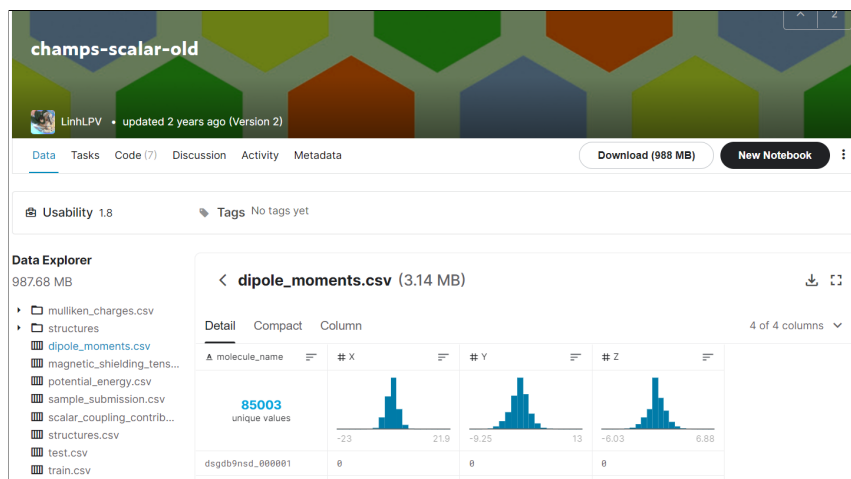 2
champs-scalar-old
LinhLPV • updated 2 years ago (Version 2)
Data Tasks Code (7) Discussion Activity Metadata Download (988 MB) New Notebook
Usability 1.8 Tags No tags yet
Data Explorer
987.68 MB
mulliken_charges.csv
structures
dipole_moments.csv
magnetic_shielding_tens...
potential_energy.csv
sample_submission.csv
scalar_coupling_contrib...
structures.csv
test.csv
train.csv
< dipole_moments.csv (3.14 MB)
Detail Compact Column 4 of 4 columns
A molecule_name # X # Y # Z
85003
unique values
-23 21.9 -9.25 13 -6.03 6.88
dsgdb9nsd_000001 0 0 0